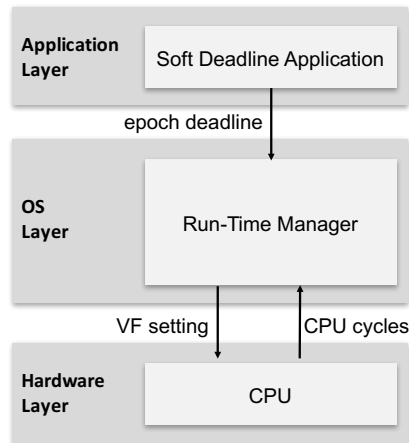 Application
Layer
Soft Deadline Application
epoch deadline
OS
Layer
Run-Time Manager
VF setting
CPU cycles
Hardware
Layer
CPU